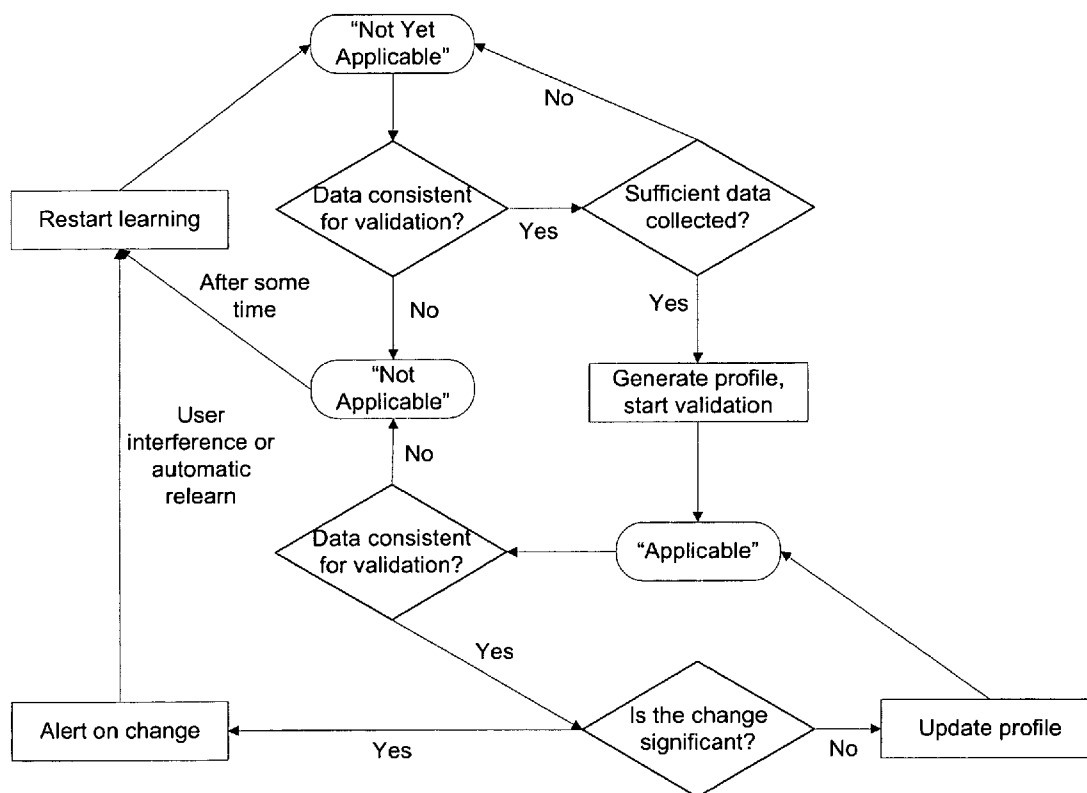 “Not Yet
Applicable”
No
Data consistent
for validation?
Yes
Sufficient data
collected?
Restart learning
After some
time
No
Yes
“Not
Applicable”
Generate profile,
start validation
User
interference or
automatic
relearn
No
Data consistent
for validation?
“Applicable”
Yes
Alert on change
Yes
Is the change
significant?
No
Update profile